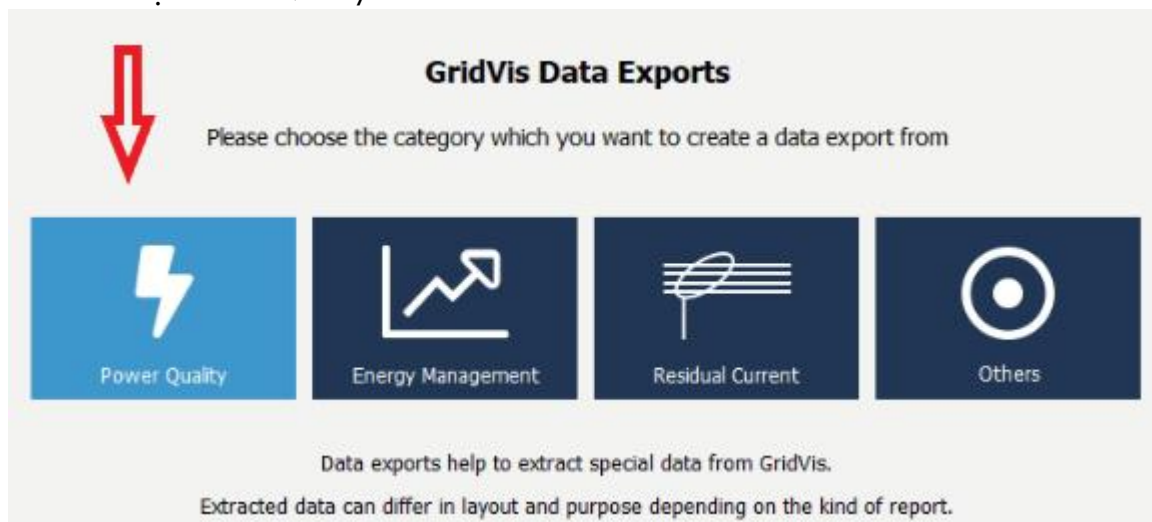 GridVis Data Exports
Please choose the category which you want to create a data export from
Power Quality
Energy Management
Residual Current
Others
Data exports help to extract special data from GridVis.
Extracted data can differ in layout and purpose depending on the kind of report.